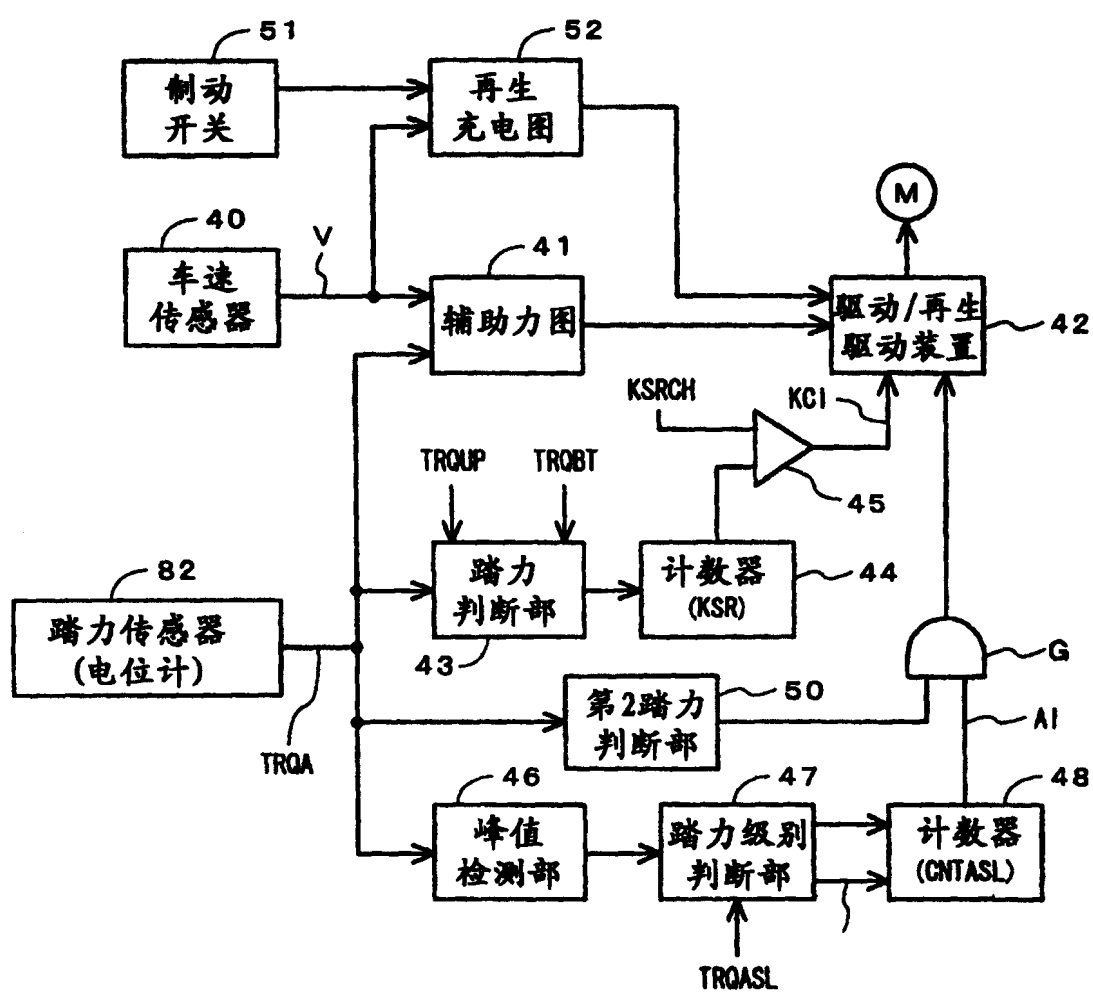 51
制动
开关
52
再生
充电图
M
40
车速
传感器
V
41
辅助力图
驱动/再生
驱动装置
42
KSRCH
KCI
45
TRQUP
TRQBT
踏力
判断部
43
计数器
(KSR)
44
82
踏力传感器
(电位计)
TRQA
G
第2踏力
判断部
50
AI
46
峰值
检测部
47
踏力级别
判断部
48
计数器
(CNTASL)
TRQASL